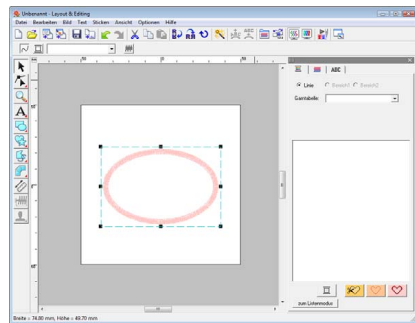 Unbenannt - Layout & Editing
Datei Bearbeiten Bild Text Sticken Ansicht Optionen Hilfe
ABC
Linie
Garntabelle:
zum Listenmodus
Breite = 74.80 mm, Höhe = 49.70 mm